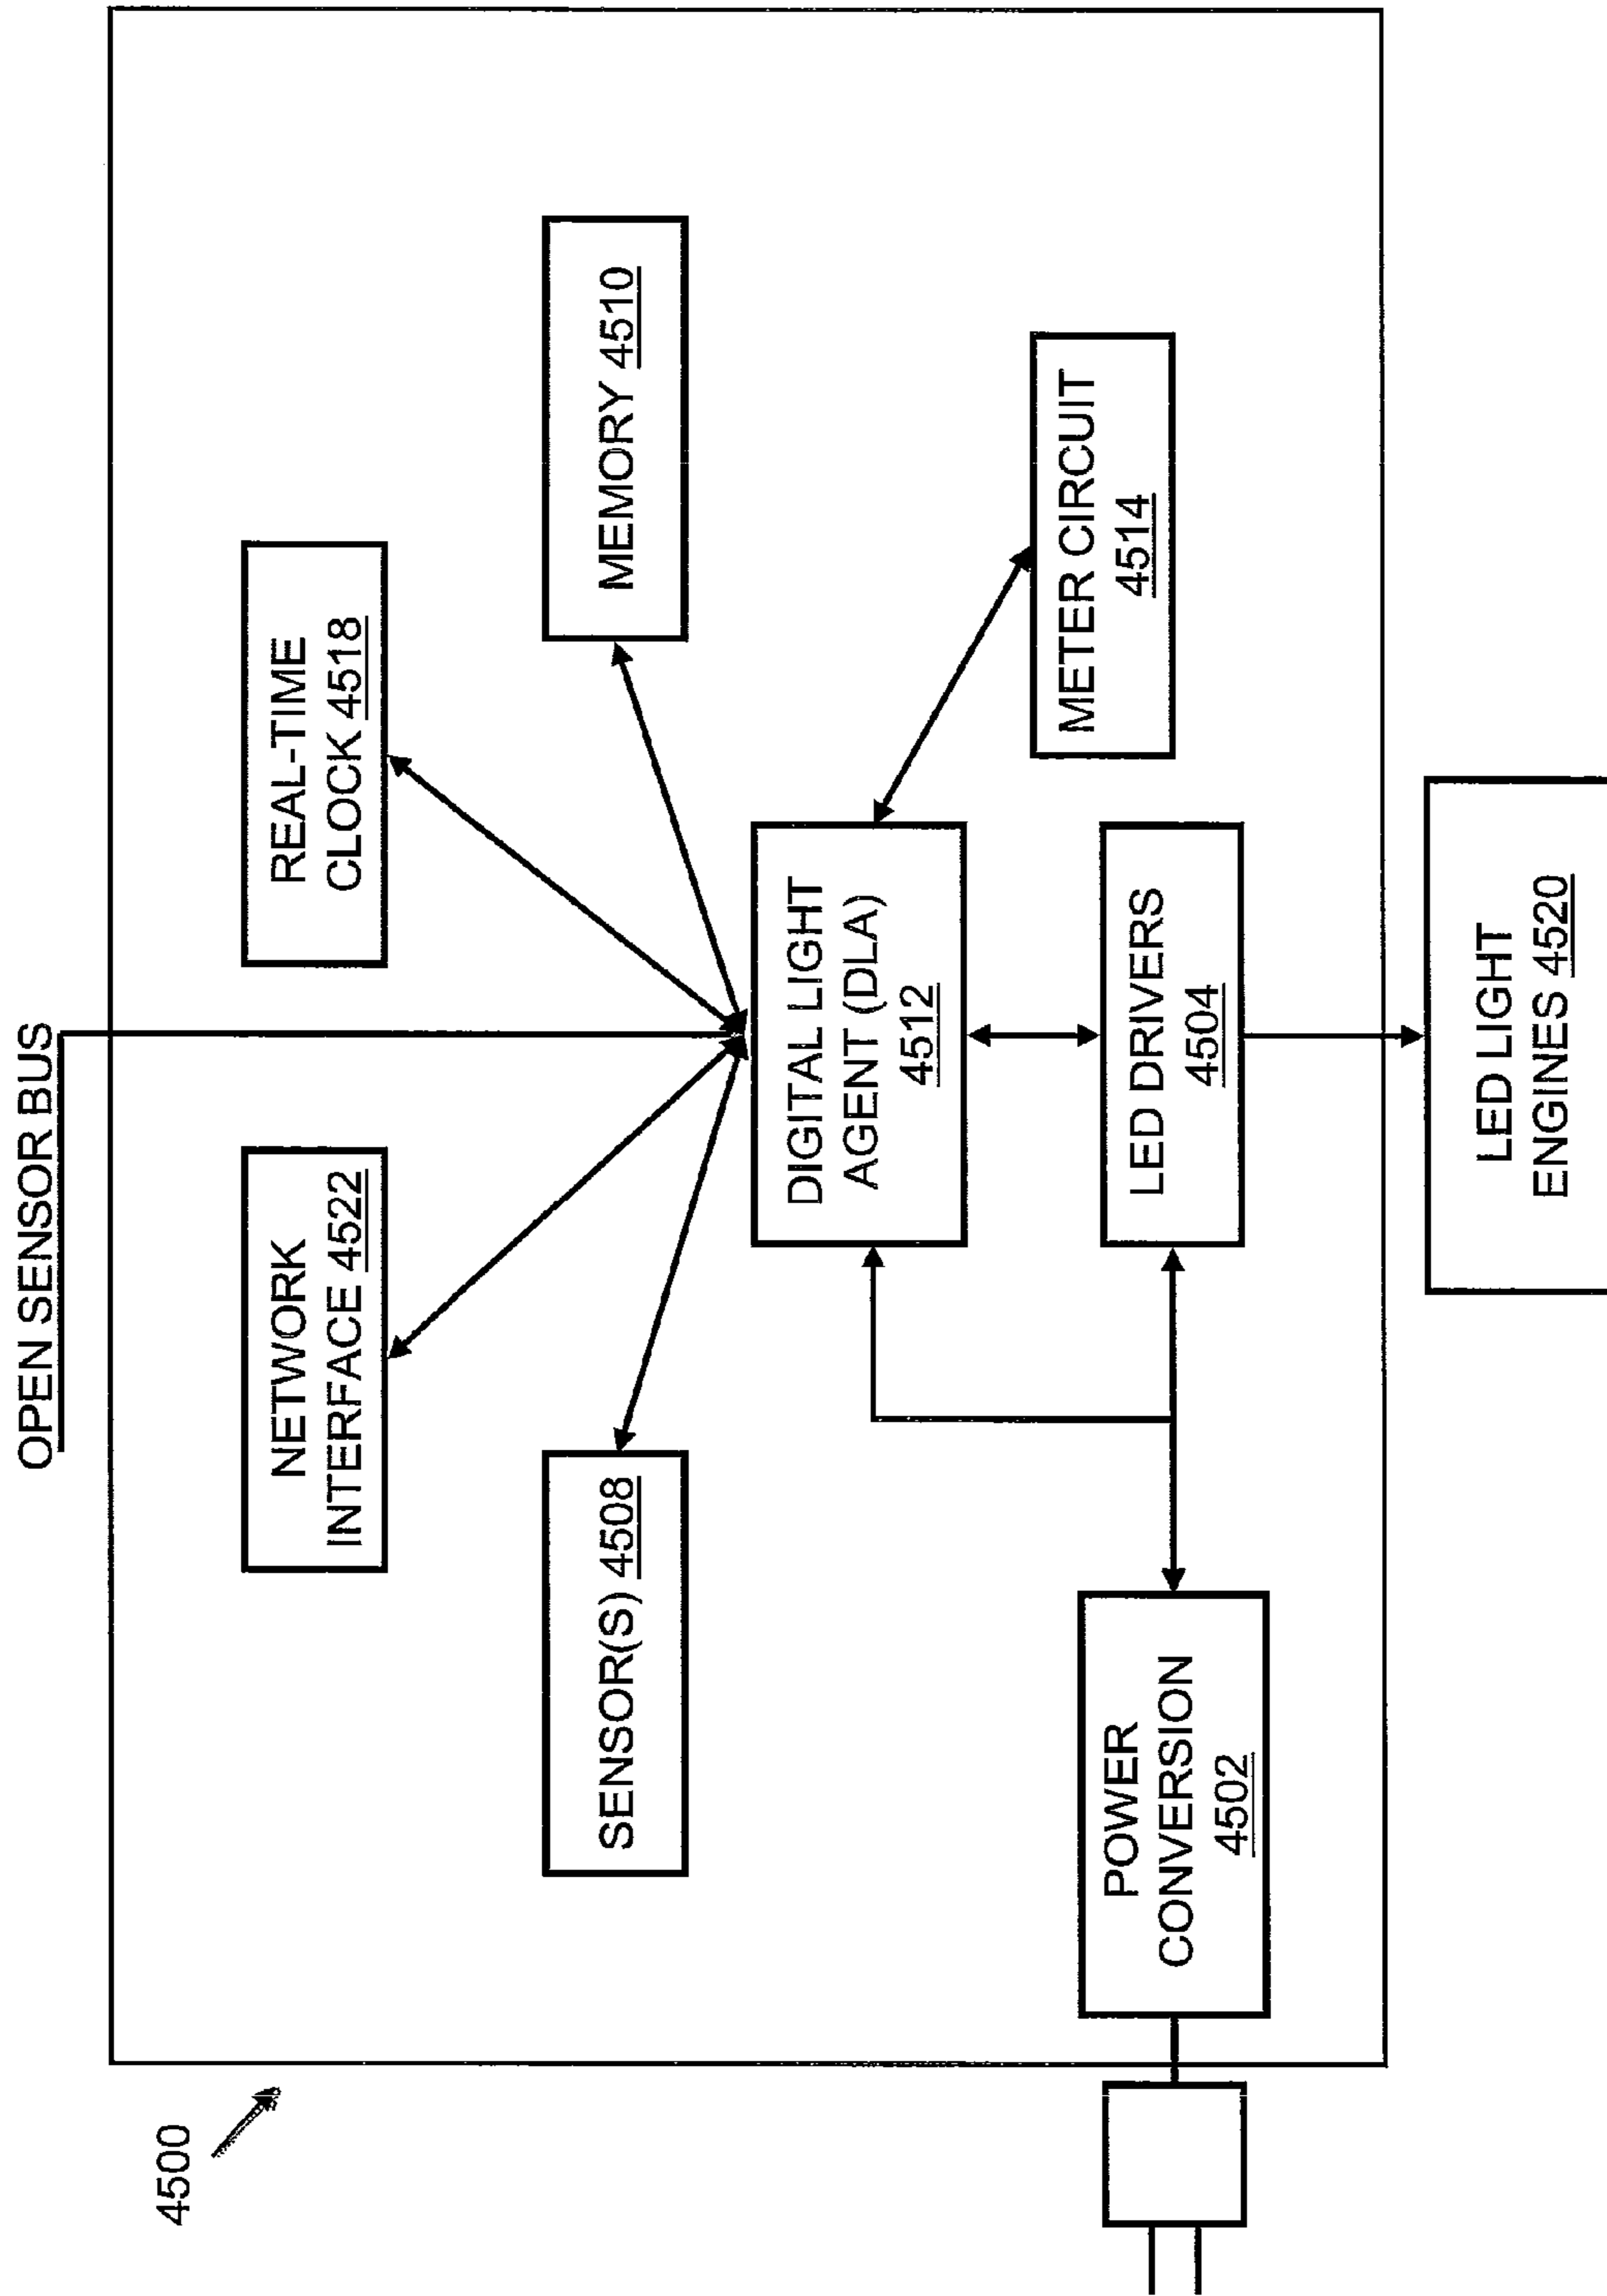 4500
OPEN SENSOR BUS
NETWORK
INTERFACE 4522
REAL-TIME
CLOCK 4518
SENSOR(S) 4508
MEMORY 4510
DIGITAL LIGHT
AGENT (DLA)
4512
METER CIRCUIT
4514
POWER
CONVERSION
4502
LED DRIVERS
4504
LED LIGHT
ENGINES 4520